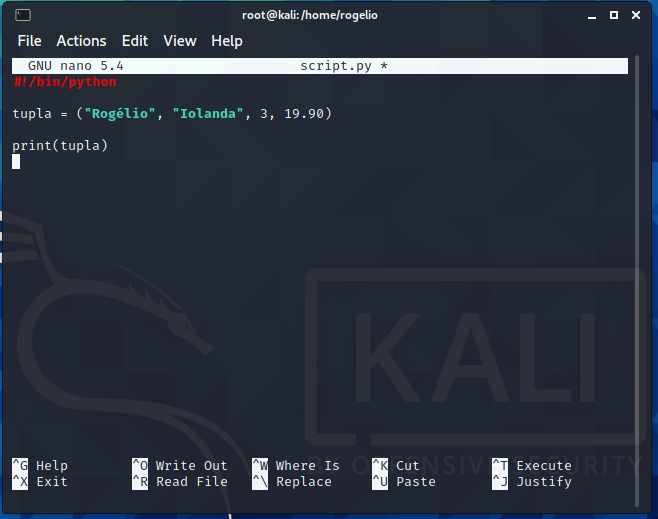 root@kali: /home/rogelio
File Actions Edit View Help
GNU nano 5.4 script.py *
#!/bin/python
tupla = ("Rogélio", "Iolanda", 3, 19.90)
print(tupla)
KALI
BY OFFENSIVE SECURITY
^G Help ^O Write Out ^W Where Is ^K Cut ^T Execute
^X Exit ^R Read File ^\ Replace ^U Paste ^J Justify